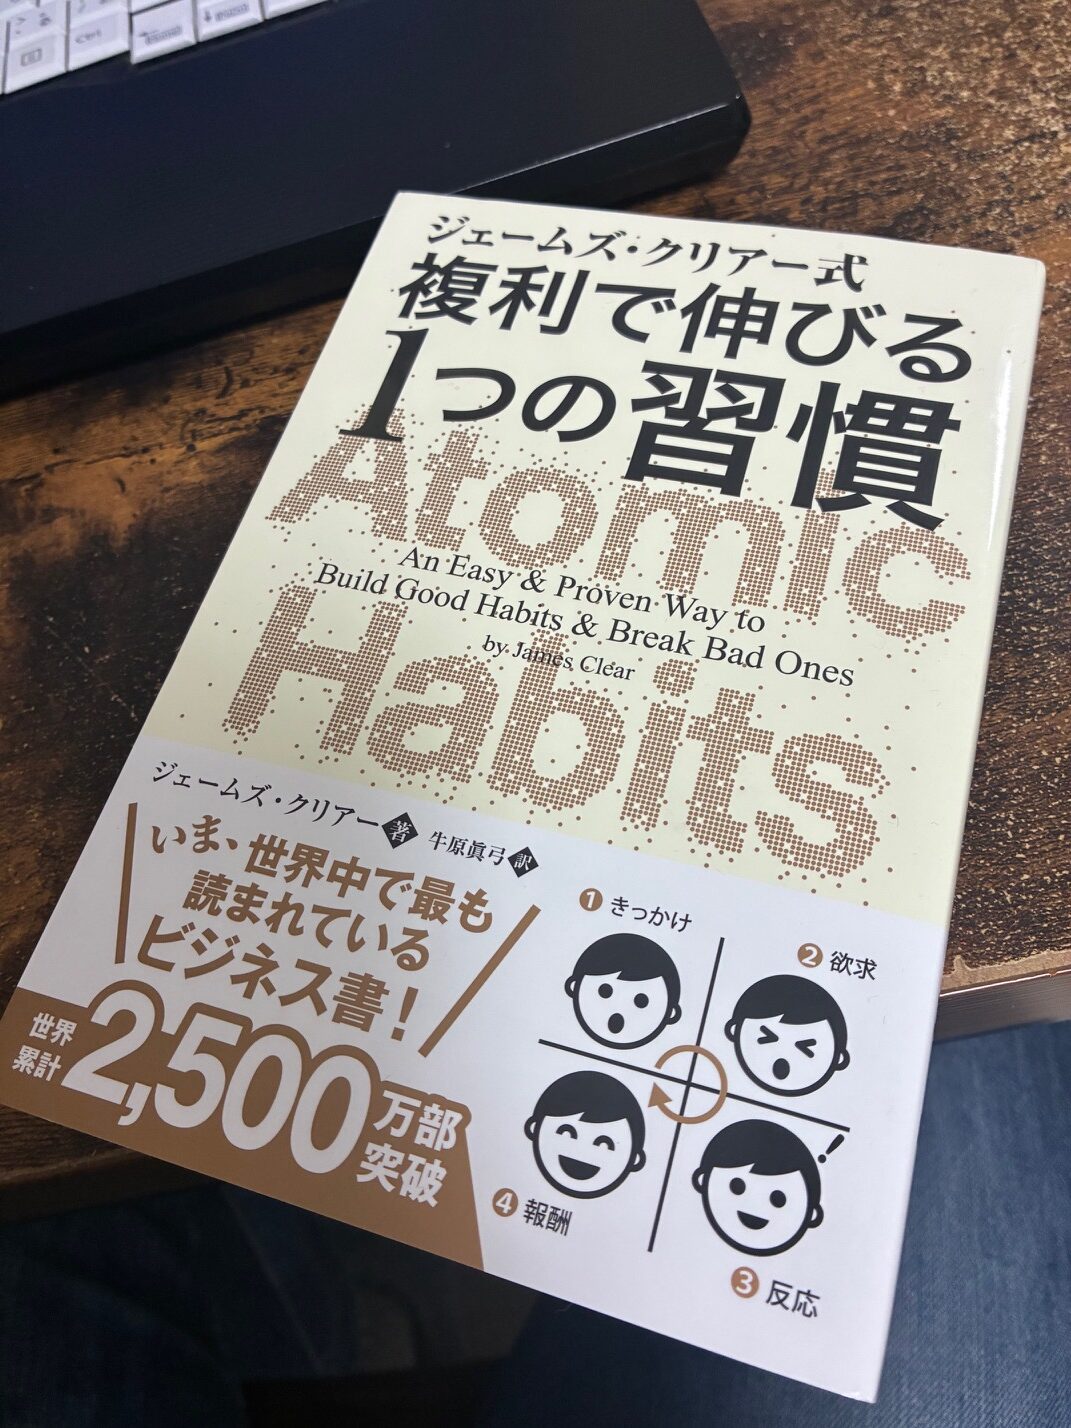 Ctrl
ジェームズ・クリアー式
複利で伸びる
1つの習慣
Atomic
An Easy & Proven Way to
Build Good Habits & Break Bad Ones
by James Clear
Habits
ジェームズ・クリアー 著 牛原眞弓 訳
いま、世界中で最も
読まれている
ビジネス書!
世界
累計
2,500
万部
突破
1 きっかけ
2 欲求
3 反応
4 報酬